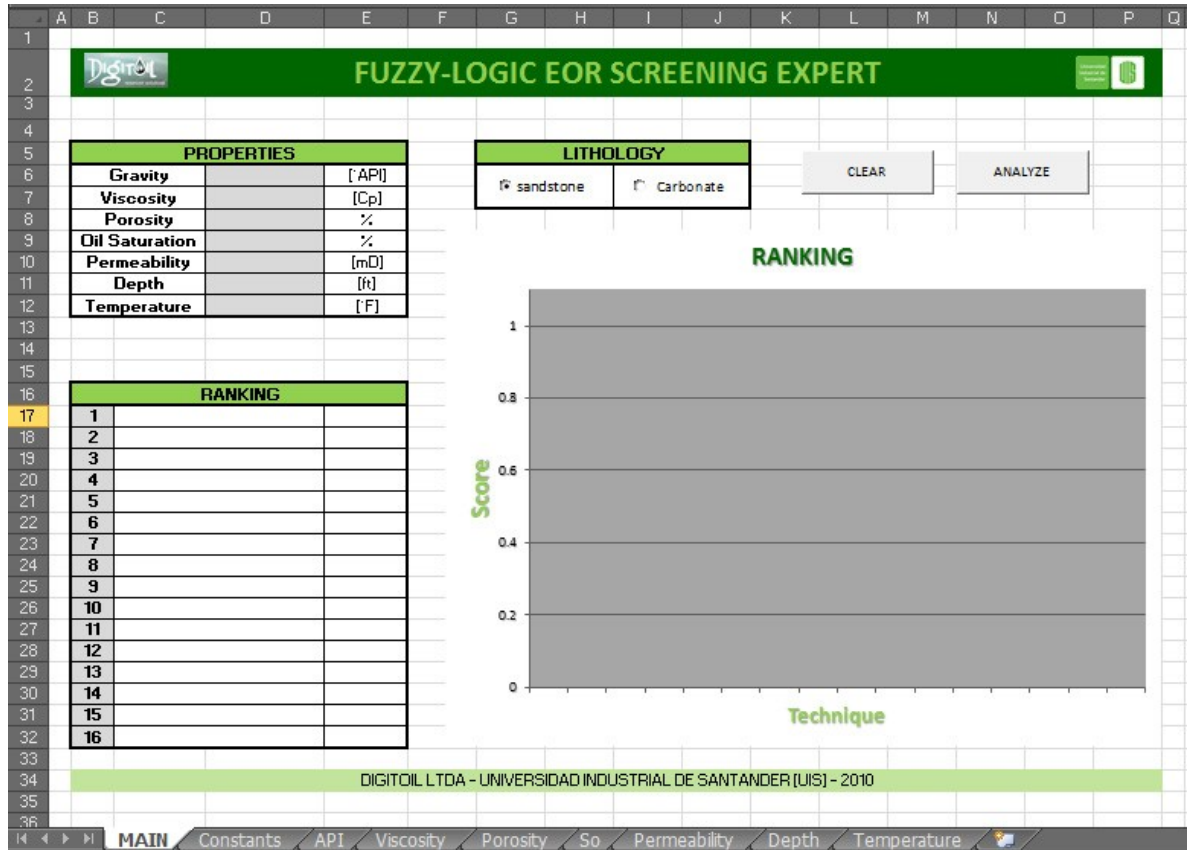 A B C D E F G H I J K L M N O P Q
1
2
3
4
5
6
7
8
9
10
11
12
13
14
15
16
17
18
19
20
21
22
23
24
25
26
27
28
29
30
31
32
33
34
35
36
Digitoil
FUZZY-LOGIC EOR SCREENING EXPERT
UIS
PROPERTIES
Gravity [°API]
Viscosity [Cp]
Porosity %
Oil Saturation %
Permeability [mD]
Depth [ft]
Temperature [°F]
LITHOLOGY
sandstone Carbonate
CLEAR
ANALYZE
RANKING
1
2
3
4
5
6
7
8
9
10
11
12
13
14
15
16
RANKING
1
0.8
0.6
0.4
0.2
0
Score
Technique
DIGITOIL LTDA - UNIVERSIDAD INDUSTRIAL DE SANTANDER [UIS] - 2010
MAIN Constants API Viscosity Porosity So Permeability Depth Temperature